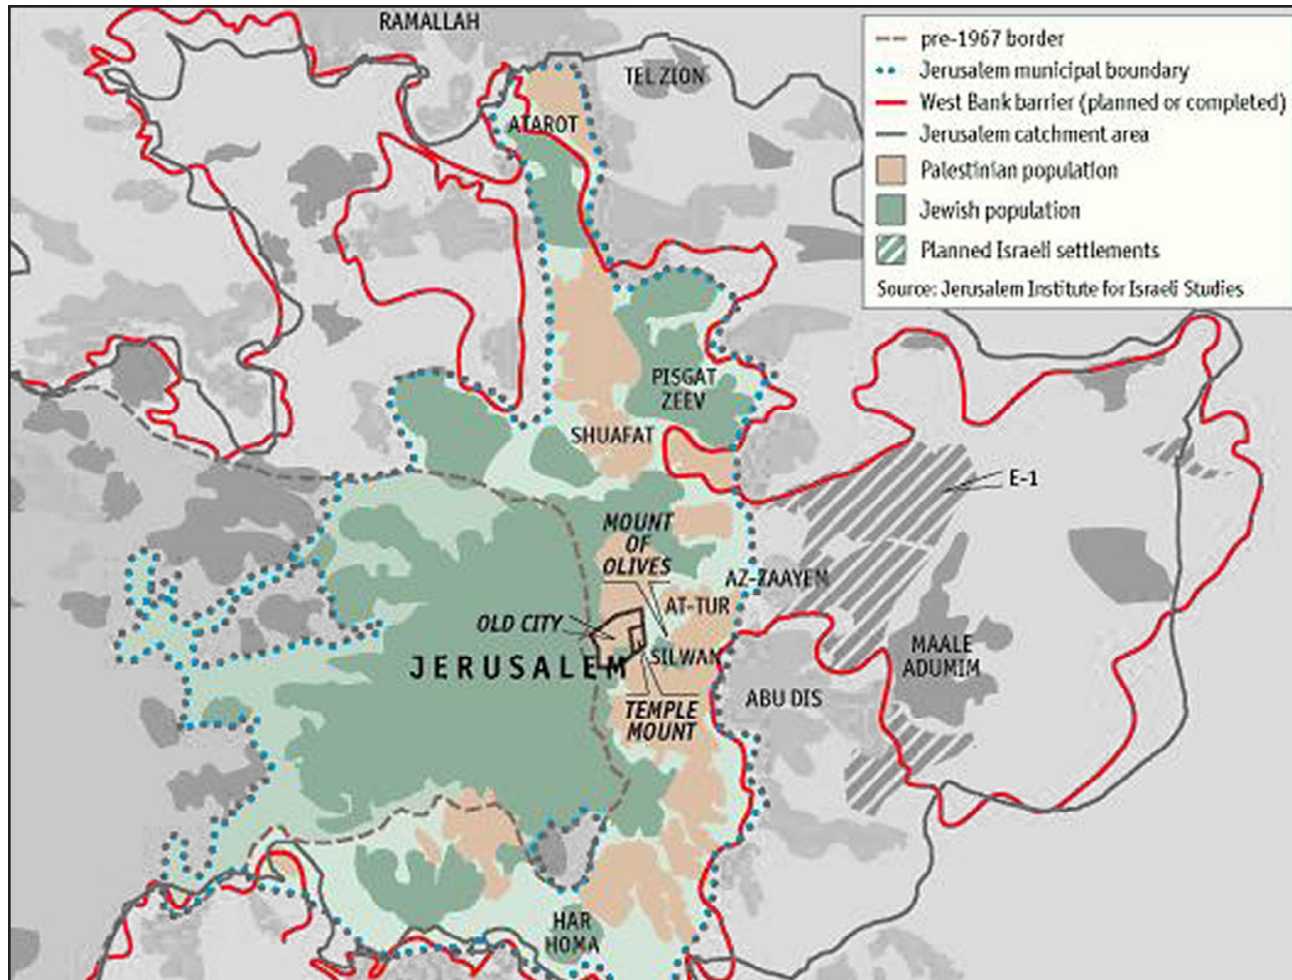 RAMALLAH
TEL ZION
ATAROT
pre-1967 border
Jerusalem municipal boundary
West Bank barrier (planned or completed)
Jerusalem catchment area
Palestinian population
Jewish population
Planned Israeli settlements
Source: Jerusalem Institute for Israeli Studies
PISGAT
ZEEV
SHUAFAT
E-1
MOUNT
OF
OLIVES
AZ-ZAAYEM
AT-TUR
OLD CITY
JERUSALEM
SILWAN
MAALE
ADUMIM
ABU DIS
TEMPLE
MOUNT
HAR
HOMA